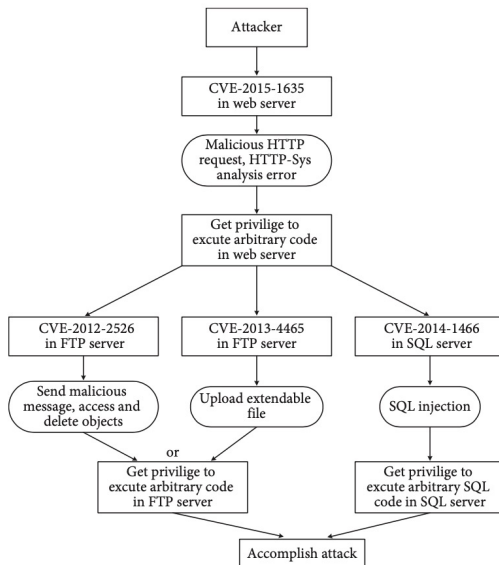 Attacker
CVE-2015-1635
in web server
Malicious HTTP
request, HTTP-Sys
analysis error
Get privilige to
excute arbitrary code
in web server
CVE-2012-2526
in FTP server
CVE-2013-4465
in FTP server
CVE-2014-1466
in SQL server
Send malicious
message, access and
delete objects
Upload extendable
file
SQL injection
or
Get privilige to
excute arbitrary code
in FTP server
Get privilige to
excute arbitrary SQL
code in SQL server
Accomplish attack